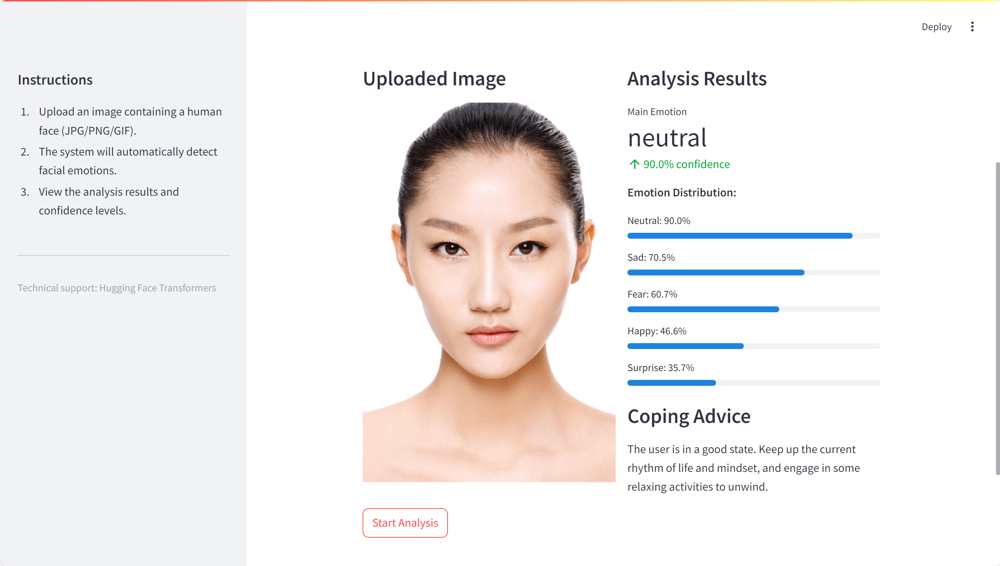 Deploy
Instructions
1. Upload an image containing a human
face (JPG/PNG/GIF).
2. The system will automatically detect
facial emotions.
3. View the analysis results and
confidence levels.
Technical support: Hugging Face Transformers
Uploaded Image
Start Analysis
Analysis Results
Main Emotion
neutral
↑ 90.0% confidence
Emotion Distribution:
Neutral: 90.0%
Sad: 70.5%
Fear: 60.7%
Happy: 46.6%
Surprise: 35.7%
Coping Advice
The user is in a good state. Keep up the current
rhythm of life and mindset, and engage in some
relaxing activities to unwind.